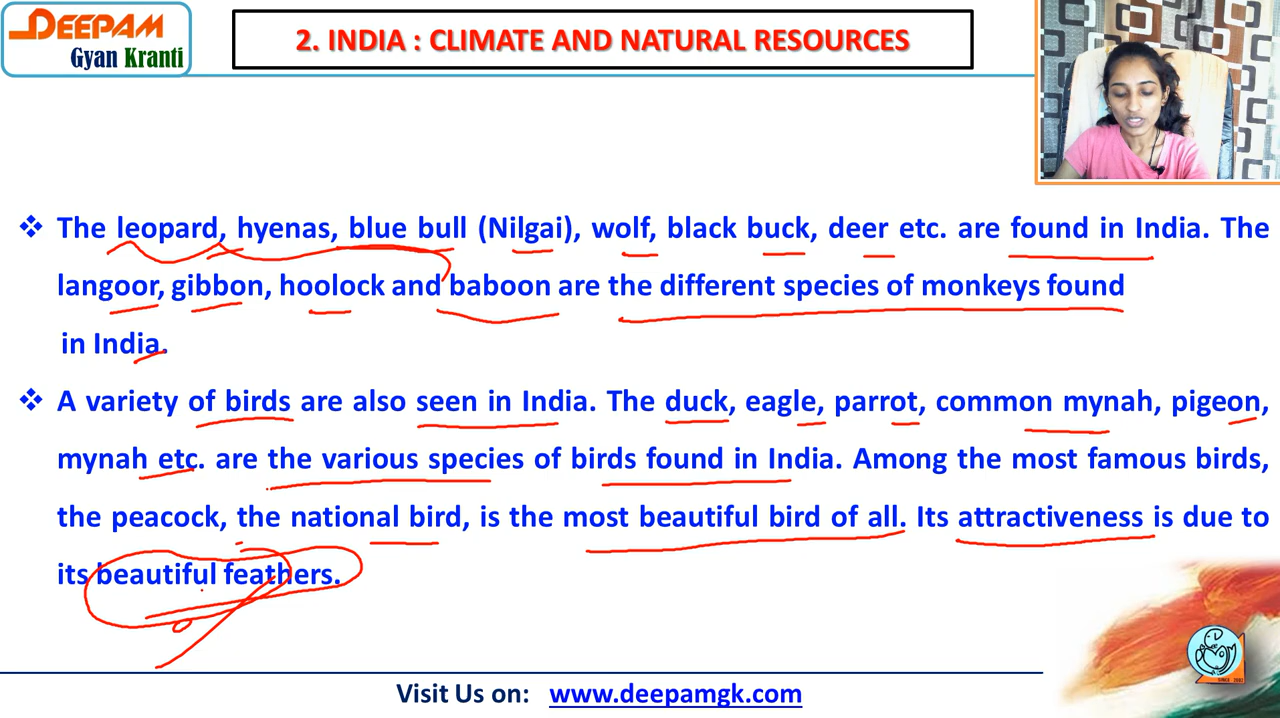 DEEPAM
Gyan Kranti
2. INDIA : CLIMATE AND NATURAL RESOURCES
❖ The leopard, hyenas, blue bull (Nilgai), wolf, black buck, deer etc. are found in India. The
langoor, gibbon, hoolock and baboon are the different species of monkeys found
in India.
❖ A variety of birds are also seen in India. The duck, eagle, parrot, common mynah, pigeon,
mynah etc. are the various species of birds found in India. Among the most famous birds,
the peacock, the national bird, is the most beautiful bird of all. Its attractiveness is due to
its beautiful feathers.
SINCE 2001
Visit Us on: www.deepamgk.com